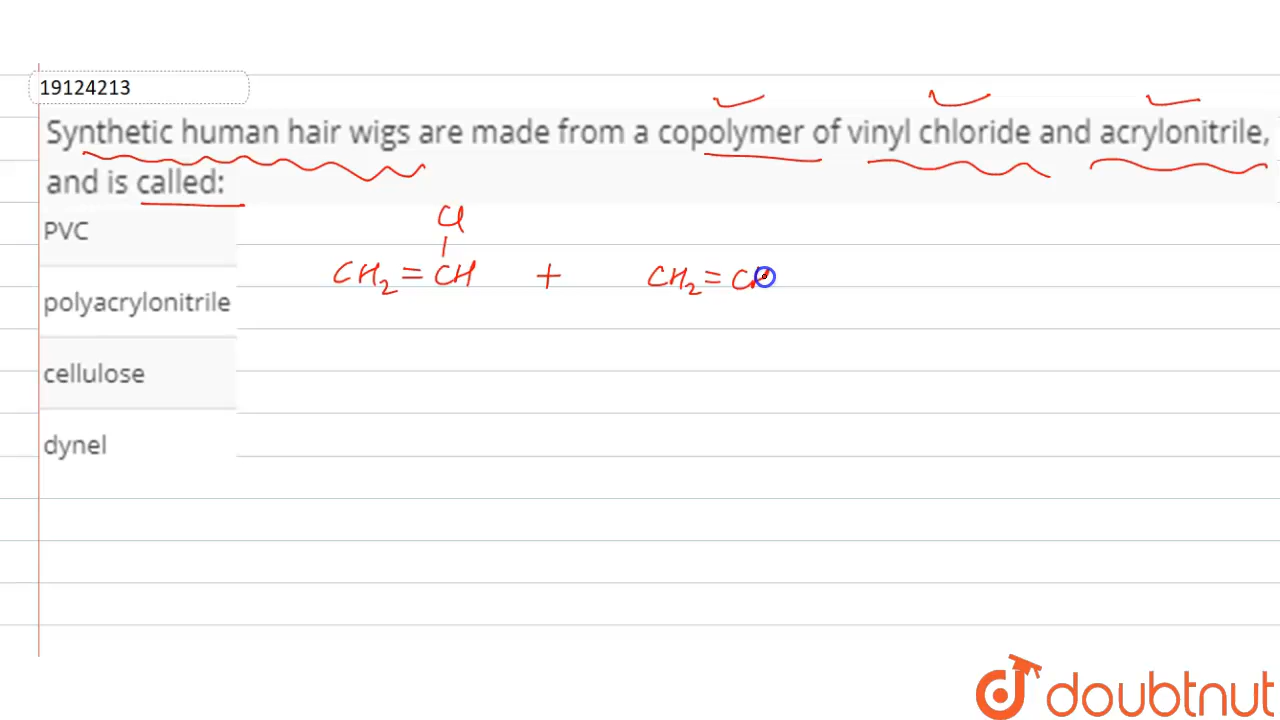 19124213
Synthetic human hair wigs are made from a copolymer of vinyl chloride and acrylonitrile,
and is called:
PVC
Cl
CH₂=CH + CH₂=CH
polyacrylonitrile
cellulose
dynel
doubtnut